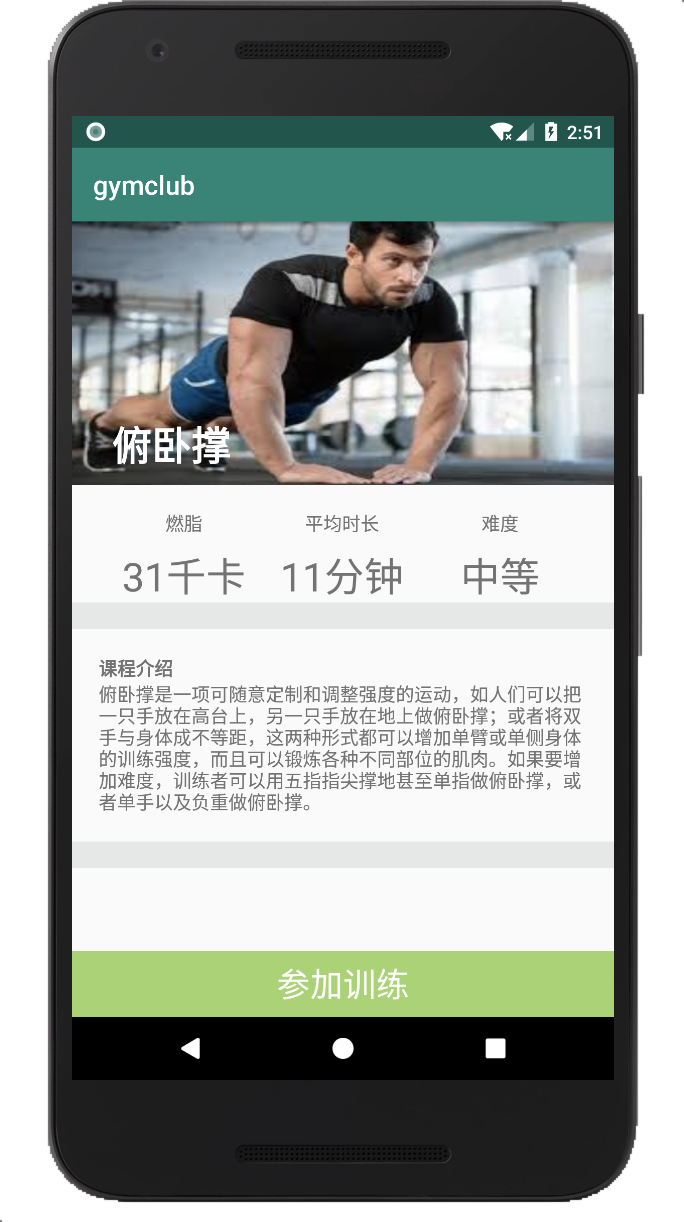 2:51
gymclub
俯卧撑
燃脂 平均时长 难度
31千卡 11分钟 中等
课程介绍
俯卧撑是一项可随意定制和调整强度的运动，如人们可以把
一只手放在高台上，另一只手放在地上做俯卧撑；或者将双
手与身体成不等距，这两种形式都可以增加单臂或单侧身体
的训练强度，而且可以锻炼各种不同部位的肌肉。如果要增
加难度，训练者可以用五指指尖撑地甚至单指做俯卧撑，或
者单手以及负重做俯卧撑。
参加训练